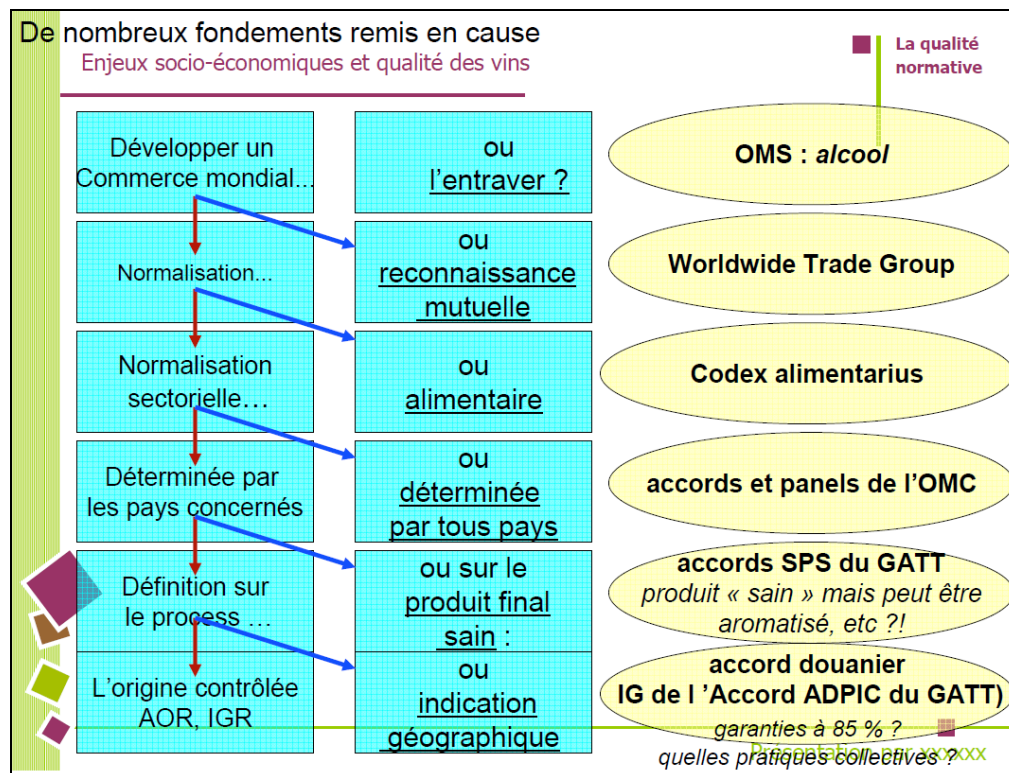 De nombreux fondements remis en cause
Enjeux socio-économiques et qualité des vins
La qualité
normative
Développer un
Commerce mondial...
ou
l'entraver ?
OMS : alcool
Normalisation...
ou
reconnaissance
mutuelle
Worldwide Trade Group
Normalisation
sectorielle…
ou
alimentaire
Codex alimentarius
Déterminée par
les pays concernés
ou
déterminée
par tous pays
accords et panels de l'OMC
Définition sur
le process …
ou sur le
produit final
sain :
accords SPS du GATT
produit « sain » mais peut être
aromatisé, etc ?!
L'origine contrôlée
AOR, IGR
ou
indication
géographique
accord douanier
IG de l 'Accord ADPIC du GATT)
garanties à 85 % ?
quelles pratiques collectives ?
Présentation par xxxxxx